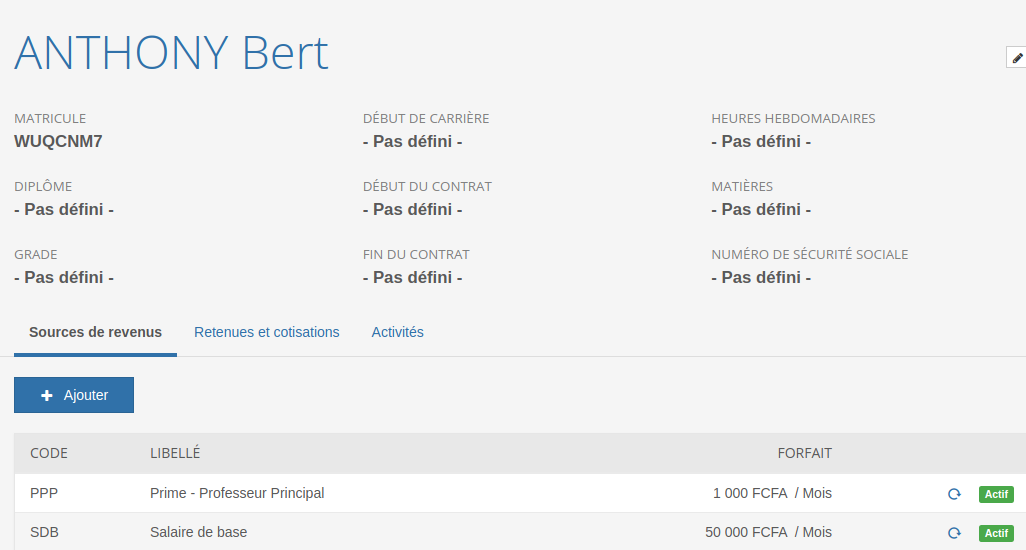 ANTHONY Bert
MATRICULE DÉBUT DE CARRIÈRE HEURES HEBDOMADAIRES
WUQCNM7 - Pas défini - - Pas défini -
DIPLÔME DÉBUT DU CONTRAT MATIÈRES
- Pas défini - - Pas défini - - Pas défini -
GRADE FIN DU CONTRAT NUMÉRO DE SÉCURITÉ SOCIALE
- Pas défini - - Pas défini - - Pas défini -
Sources de revenus Retenues et cotisations Activités
Ajouter
CODE LIBELLÉ FORFAIT
PPP Prime - Professeur Principal 1 000 FCFA / Mois Actif
SDB Salaire de base 50 000 FCFA / Mois Actif